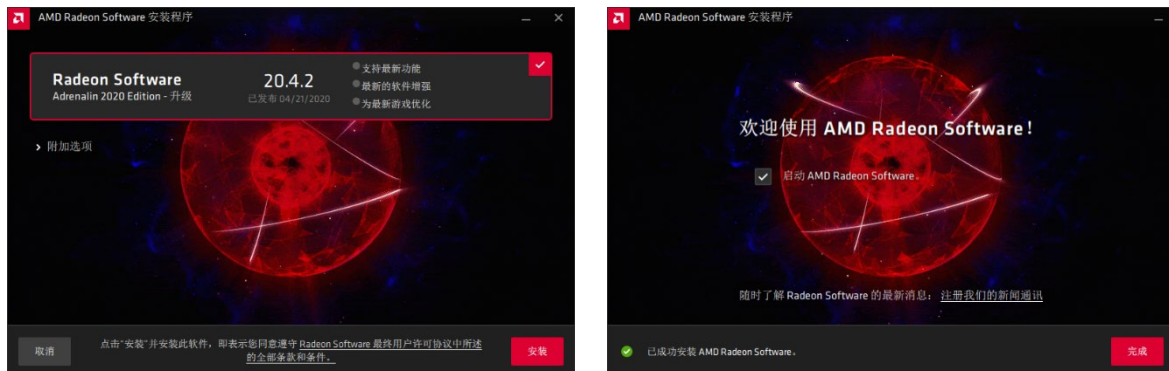 AMD Radeon Software 安装程序
Radeon Software
Adrenalin 2020 Edition - 升级
20.4.2
已发布 04/21/2020
支持最新功能
最新的软件增强
为最新游戏优化
附加选项
取消
点击“安装”并安装此软件，即表示您同意遵守 Radeon Software 最终用户许可协议中所述
的全部条款和条件。
安装
AMD Radeon Software 安装程序
欢迎使用 AMD Radeon Software！
启动 AMD Radeon Software。
随时了解 Radeon Software 的最新消息： 注册我们的新闻通讯
已成功安装 AMD Radeon Software。
完成